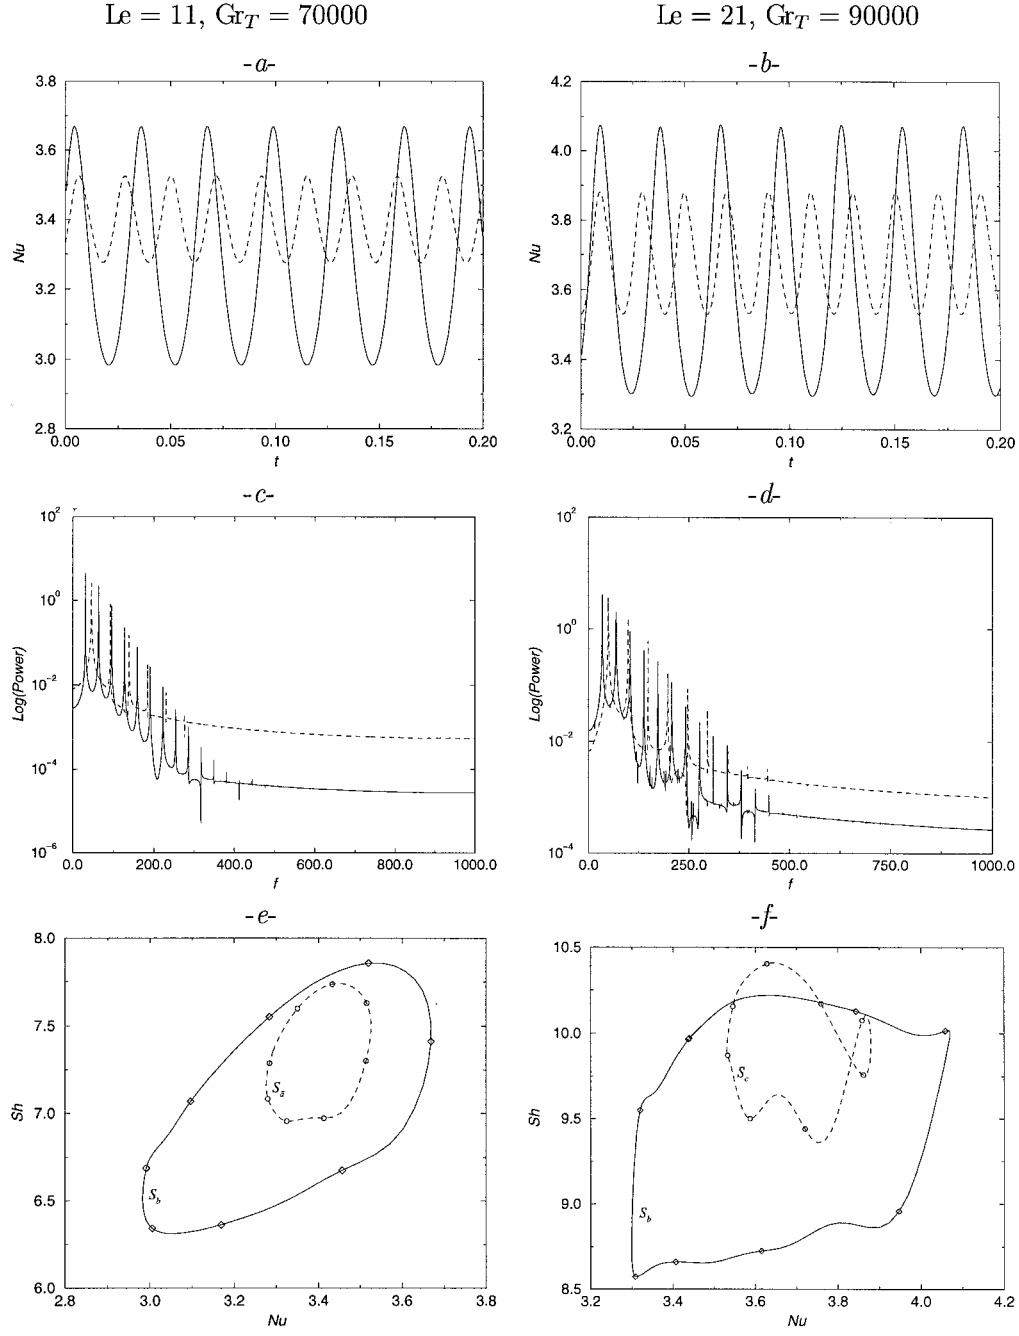 Le = 11, Gr_T = 70000
Le = 21, Gr_T = 90000
-a-
3.8
3.6
3.4
3.2
3.0
2.8
Nu
0.00 0.05 0.10 0.15 0.20
t
-b-
4.2
4.0
3.8
3.6
3.4
3.2
Nu
0.00 0.05 0.10 0.15 0.20
t
-c-
10^2
10^0
10^-2
10^-4
10^-6
Log(Power)
0.0 200.0 400.0 600.0 800.0 1000.0
f
-d-
10^2
10^0
10^-2
10^-4
Log(Power)
0.0 250.0 500.0 750.0 1000.0
f
-e-
8.0
7.5
7.0
6.5
6.0
Sh
S_ā
S_b
2.8 3.0 3.2 3.4 3.6 3.8
Nu
-f-
10.5
10.0
9.5
9.0
8.5
Sh
S_c
S_b
3.2 3.4 3.6 3.8 4.0 4.2
Nu